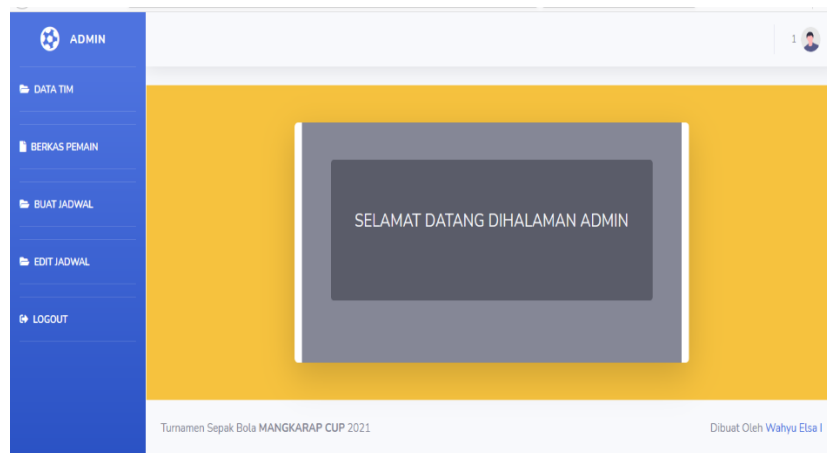 ADMIN
1
DATA TIM
BERKAS PEMAIN
BUAT JADWAL
EDIT JADWAL
LOGOUT
SELAMAT DATANG DIHALAMAN ADMIN
Turnamen Sepak Bola MANGKARAP CUP 2021
Dibuat Oleh Wahyu Elsa I